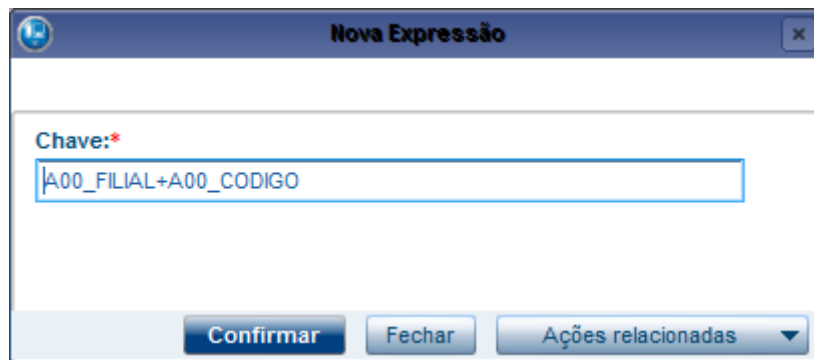 Nova Expressão
Chave:*
A00_FILIAL+A00_CODIGO
Confirmar Fechar Ações relacionadas